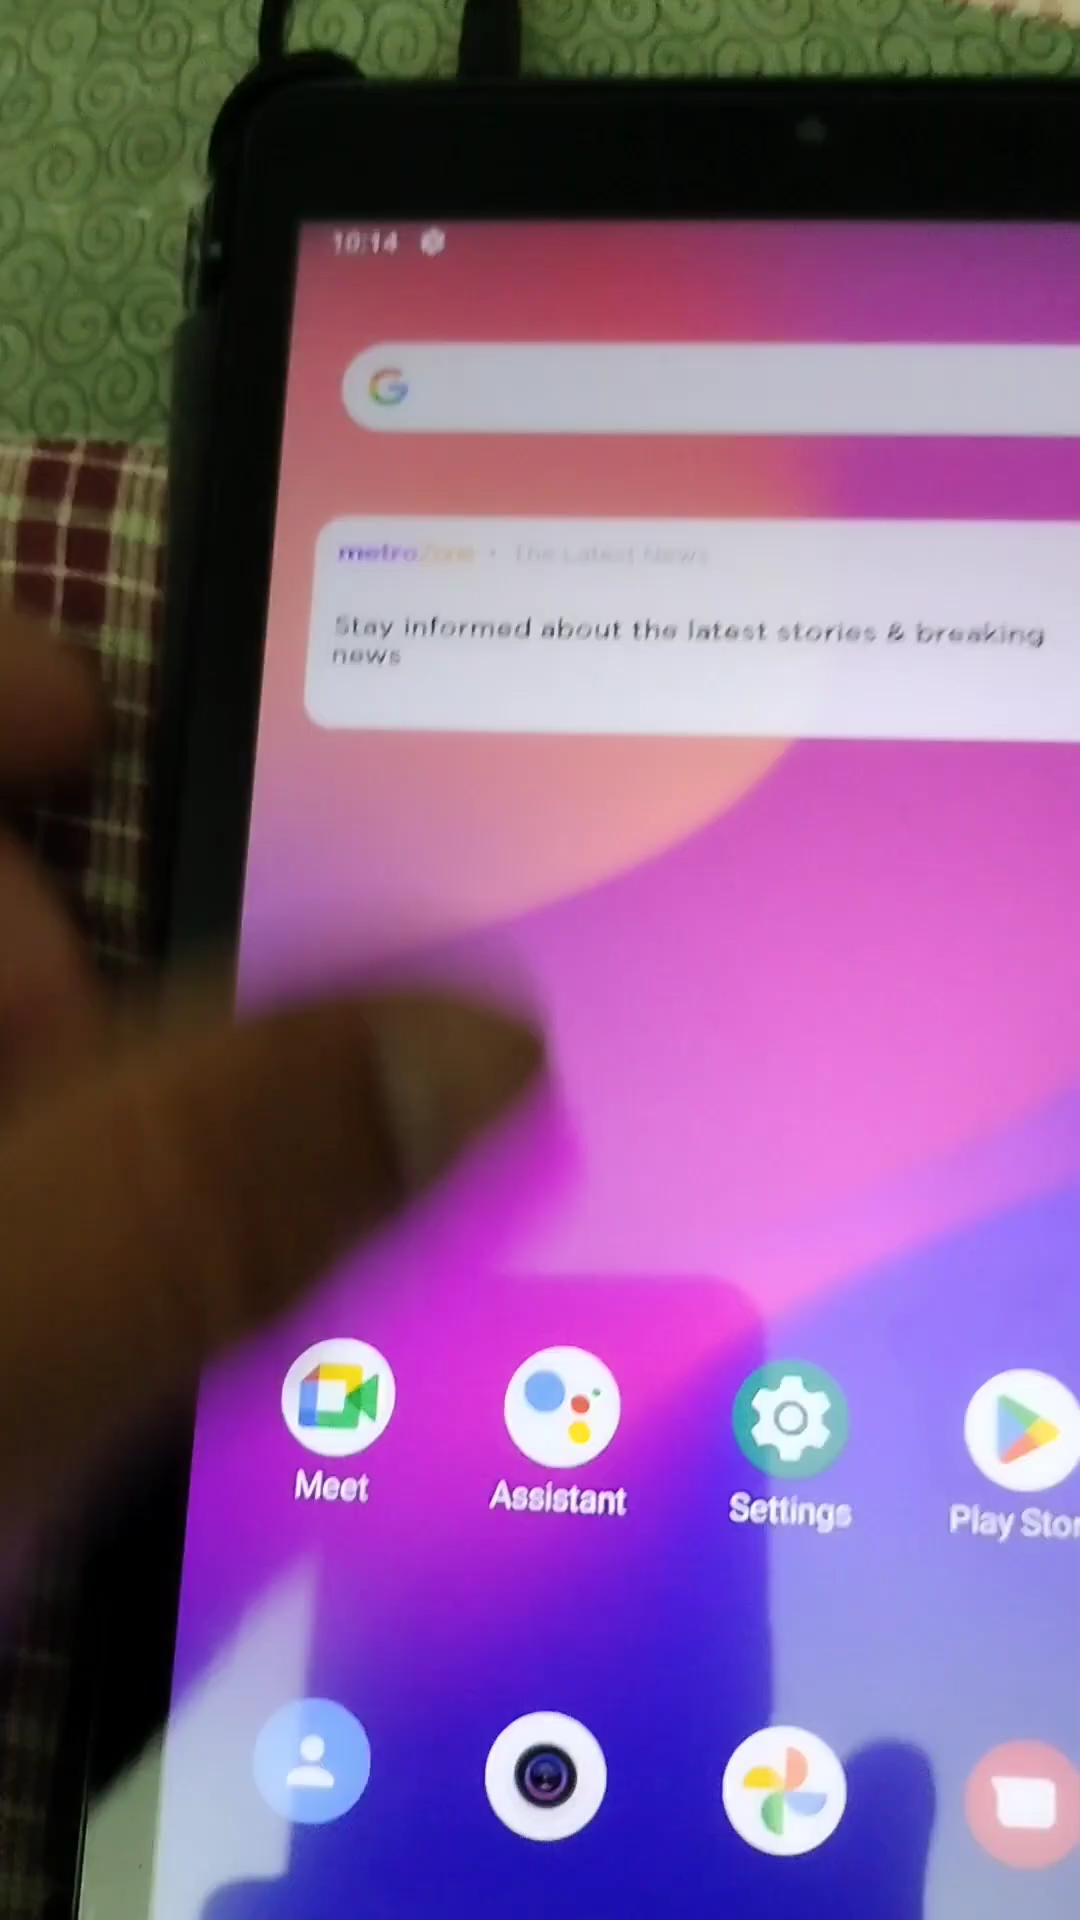 10:14
G
metroZone • The Latest News
Stay informed about the latest stories & breaking
news
Meet
Assistant
Settings
Play Stor